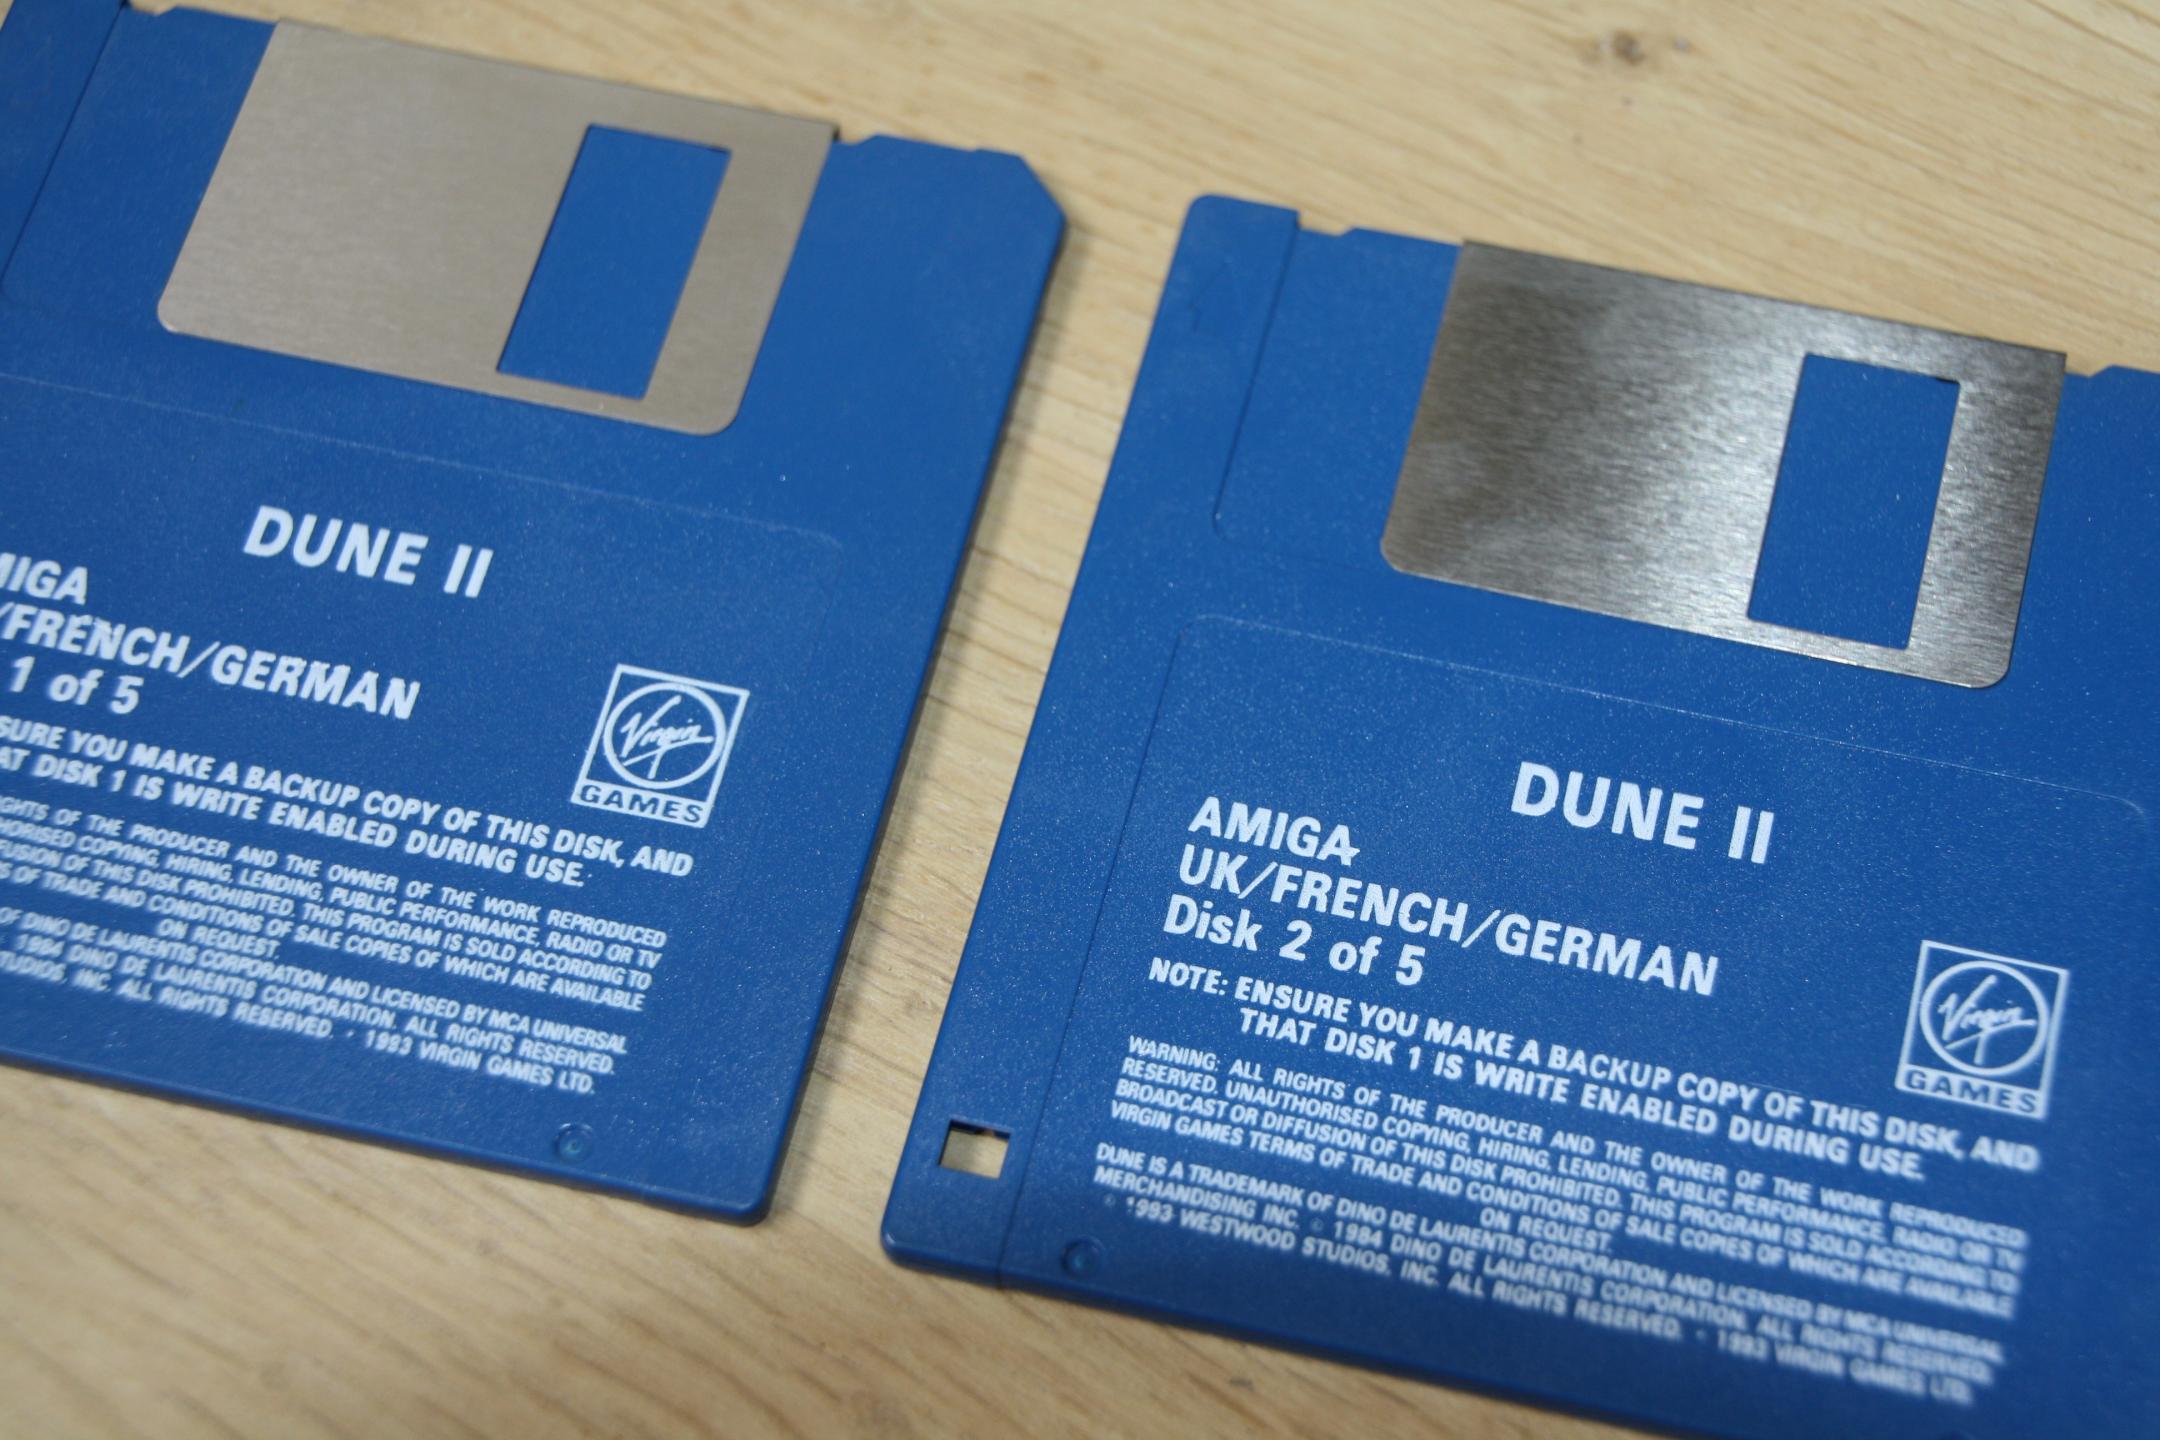 DUNE II
MIGA
/FRENCH/GERMAN
1 of 5
SURE YOU MAKE A BACKUP COPY OF THIS DISK, AND
AT DISK 1 IS WRITE ENABLED DURING USE.
GHTS OF THE PRODUCER AND THE OWNER OF THE WORK REPRODUCED
HORISED COPYING, HIRING, LENDING, PUBLIC PERFORMANCE, RADIO OR TV
FUSION OF THIS DISK PROHIBITED. THIS PROGRAM IS SOLD ACCORDING TO
S OF TRADE AND CONDITIONS OF SALE COPIES OF WHICH ARE AVAILABLE
ON REQUEST.
OF DINO DE LAURENTIS CORPORATION AND LICENSED BY MCA UNIVERSAL
1984 DINO DE LAURENTIS CORPORATION. ALL RIGHTS RESERVED.
TUDIOS, INC. ALL RIGHTS RESERVED. 1993 VIRGIN GAMES LTD.
Virgin
GAMES
DUNE II
AMIGA
UK/FRENCH/GERMAN
Disk 2 of 5
NOTE: ENSURE YOU MAKE A BACKUP COPY OF THIS DISK, AND
THAT DISK 1 IS WRITE ENABLED DURING USE.
WARNING: ALL RIGHTS OF THE PRODUCER AND THE OWNER OF THE WORK REPRODUCED
RESERVED. UNAUTHORISED COPYING, HIRING, LENDING, PUBLIC PERFORMANCE, RADIO OR TV
BROADCAST OR DIFFUSION OF THIS DISK PROHIBITED. THIS PROGRAM IS SOLD ACCORDING TO
VIRGIN GAMES TERMS OF TRADE AND CONDITIONS OF SALE COPIES OF WHICH ARE AVAILABLE
ON REQUEST.
DUNE IS A TRADEMARK OF DINO DE LAURENTIS CORPORATION AND LICENSED BY MCA UNIVERSAL
MERCHANDISING INC. © 1984 DINO DE LAURENTIS CORPORATION. ALL RIGHTS RESERVED.
© 1993 WESTWOOD STUDIOS, INC. ALL RIGHTS RESERVED. 1993 VIRGIN GAMES LTD.
Virgin
GAMES